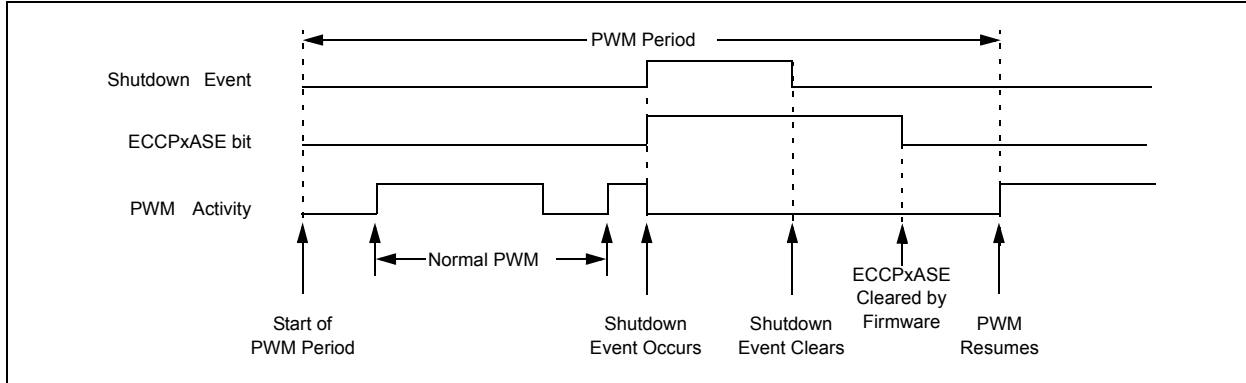 PWM Period
Shutdown Event
ECCPxASE bit
PWM Activity
Normal PWM
Start of
PWM Period
Shutdown
Event Occurs
Shutdown
Event Clears
ECCPxASE
Cleared by
Firmware
PWM
Resumes